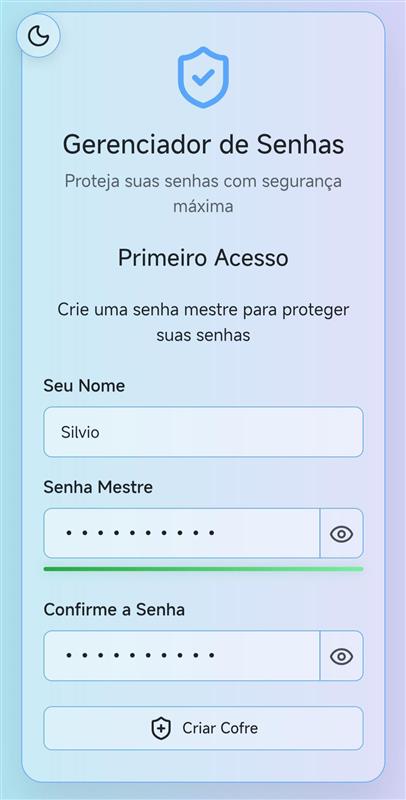 Gerenciador de Senhas
Proteja suas senhas com segurança
máxima
Primeiro Acesso
Crie uma senha mestre para proteger
suas senhas
Seu Nome
Silvio
Senha Mestre
••••••••••
Confirme a Senha
••••••••••
Criar Cofre